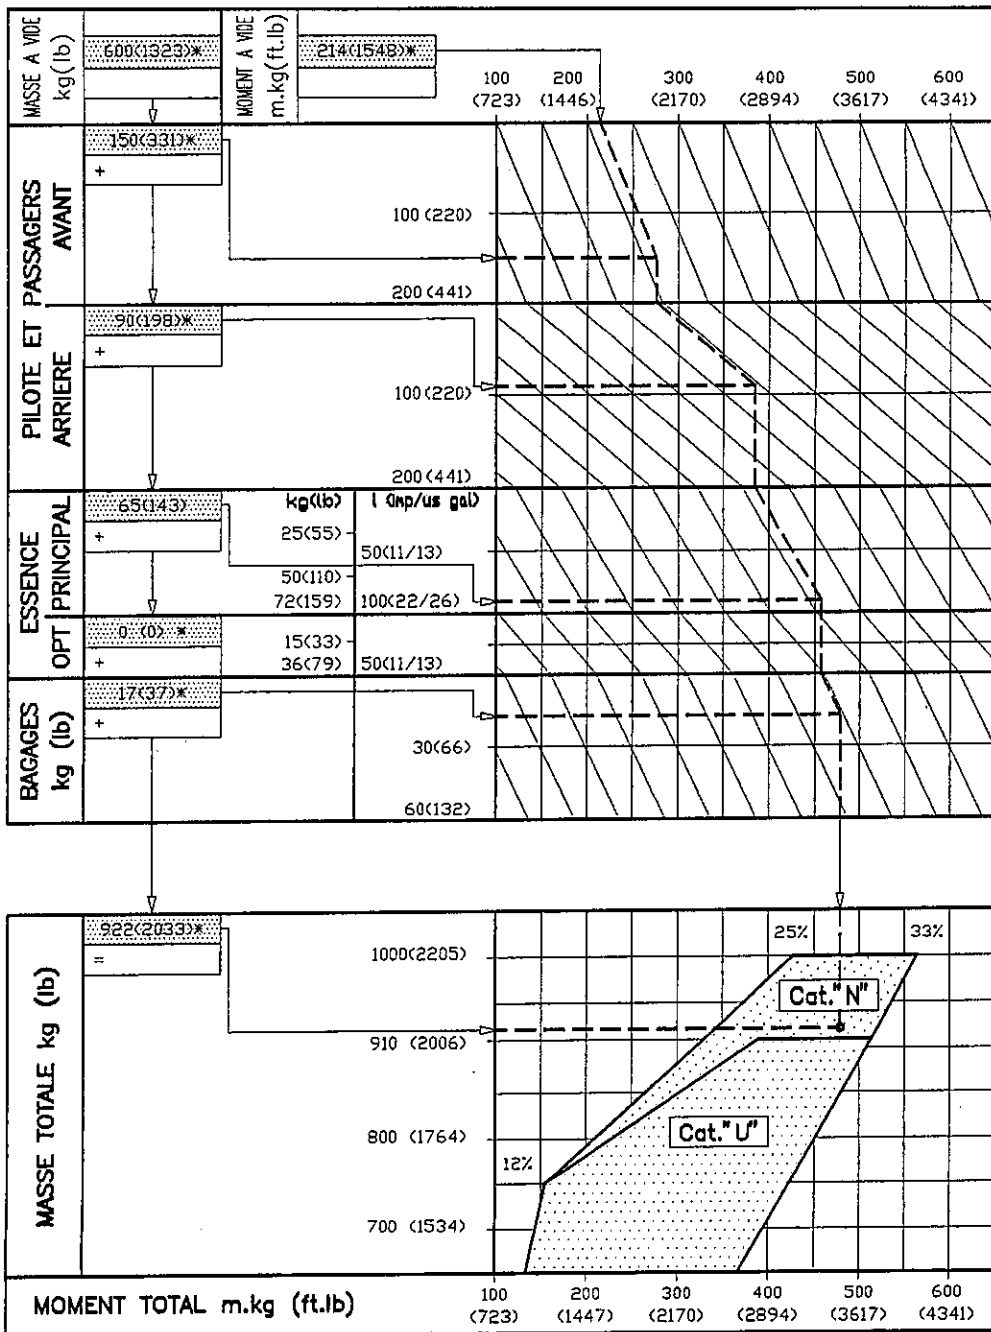 MASSE A VIDE
kg(lb)
600(1323)*
MOMENT A VIDE
m.kg(ft.lb)
214(1548)*
100 200 300 400 500 600
(723) (1446) (2170) (2894) (3617) (4341)
PILOTE ET PASSAGERS
AVANT
150(331)*
+
100(220)
200(441)
ARRIERE
90(198)*
+
100(220)
200(441)
ESSENCE
PRINCIPAL
65(143)
+
kg(lb) l (imp/us gal)
25(55)
50(11/13)
50(110)
72(159) 100(22/26)
OPT
0 (0) *
+
15(33)
36(79) 50(11/13)
BAGAGES
kg (lb)
17(37)*
+
30(66)
60(132)
MASSE TOTALE kg (lb)
922(2033)*
=
25% 33%
1000(2205)
Cat."N"
910 (2006)
800 (1764)
Cat."U"
12%
700 (1534)
MOMENT TOTAL m.kg (ft.lb)
100 200 300 400 500 600
(723) (1447) (2170) (2894) (3617) (4341)